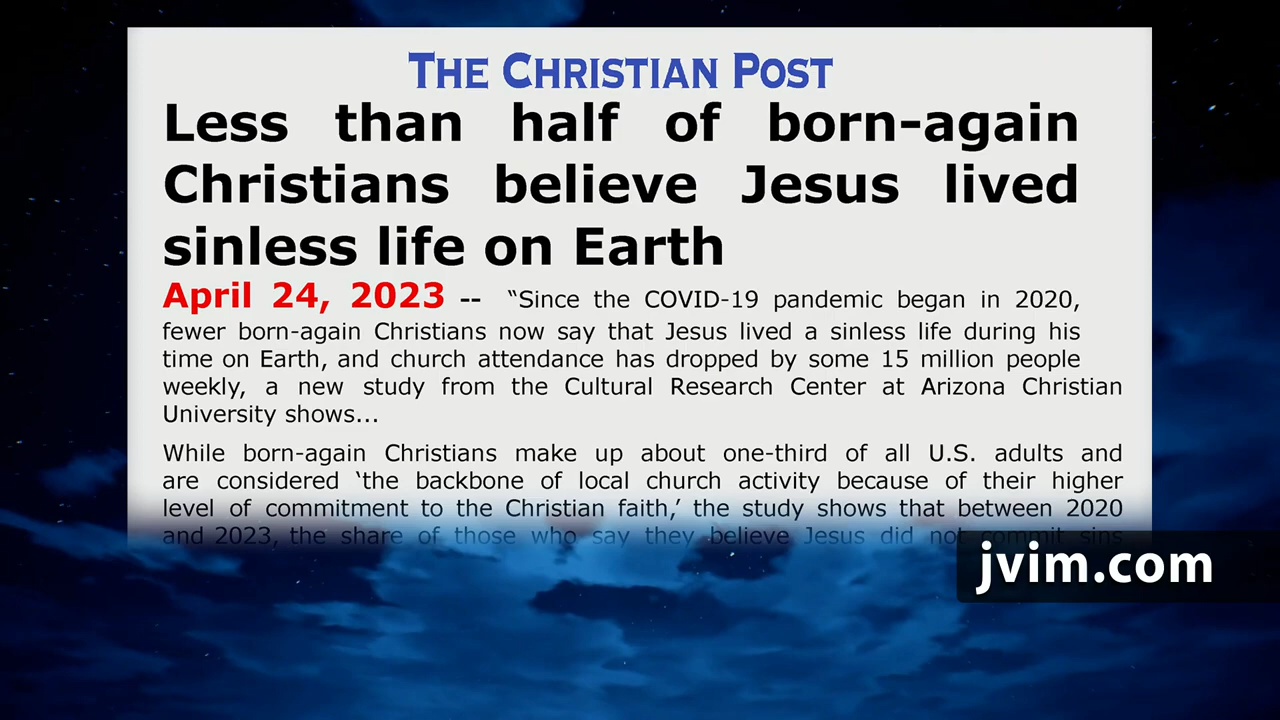 THE CHRISTIAN POST
Less than half of born-again
Christians believe Jesus lived
sinless life on Earth
April 24, 2023 -- “Since the COVID-19 pandemic began in 2020,
fewer born-again Christians now say that Jesus lived a sinless life during his
time on Earth, and church attendance has dropped by some 15 million people
weekly, a new study from the Cultural Research Center at Arizona Christian
University shows...
While born-again Christians make up about one-third of all U.S. adults and
are considered ‘the backbone of local church activity because of their higher
level of commitment to the Christian faith,’ the study shows that between 2020
and 2023, the share of those who say they believe Jesus did not commit sins
jvim.com